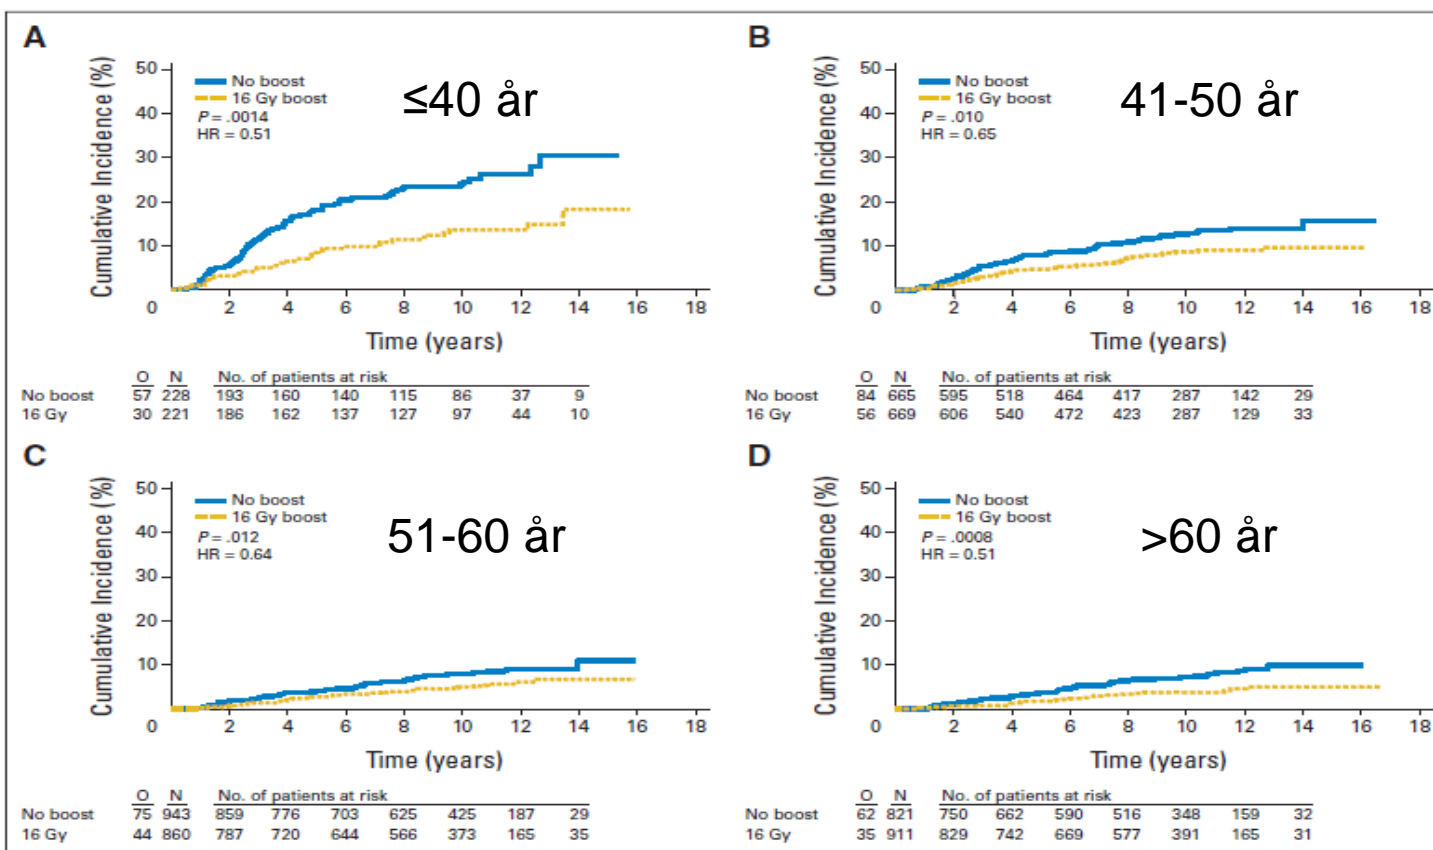 A
Cumulative Incidence (%)
50
40
30
20
10
0
No boost
16 Gy boost
P = .0014
HR = 0.51
≤40 år
2 4 6 8 10 12 14 16 18
Time (years)
O N No. of patients at risk
No boost 57 228 193 160 140 115 86 37 9
16 Gy 30 221 186 162 137 127 97 44 10
B
Cumulative Incidence (%)
50
40
30
20
10
0
No boost
16 Gy boost
P = .010
HR = 0.65
41-50 år
2 4 6 8 10 12 14 16 18
Time (years)
O N No. of patients at risk
No boost 84 665 595 518 464 417 287 142 29
16 Gy 56 669 606 540 472 423 287 129 33
C
Cumulative Incidence (%)
50
40
30
20
10
0
No boost
16 Gy boost
P = .012
HR = 0.64
51-60 år
2 4 6 8 10 12 14 16 18
Time (years)
O N No. of patients at risk
No boost 75 943 859 776 703 625 425 187 29
16 Gy 44 860 787 720 644 566 373 165 35
D
Cumulative Incidence (%)
50
40
30
20
10
0
No boost
16 Gy boost
P = .0008
HR = 0.51
>60 år
2 4 6 8 10 12 14 16 18
Time (years)
O N No. of patients at risk
No boost 62 821 750 662 590 516 348 159 32
16 Gy 35 911 829 742 669 577 391 165 31